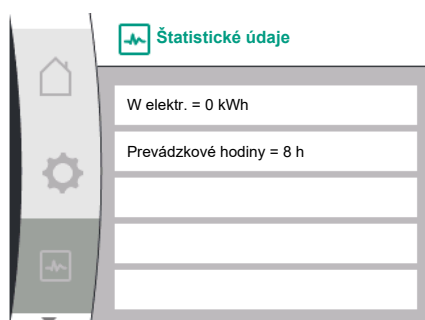 Štatistické údaje
W elektr. = 0 kWh
Prevádzkové hodiny = 8 h